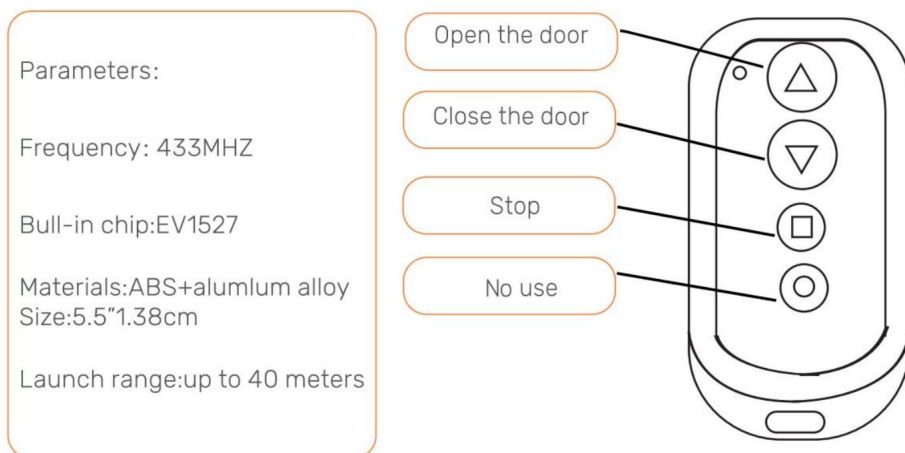 Parameters:
Frequency: 433MHZ
Bull-in chip:EV1527
Materials:ABS+alumlum alloy
Size:5.5"1.38cm
Launch range:up to 40 meters
Open the door
Close the door
Stop
No use